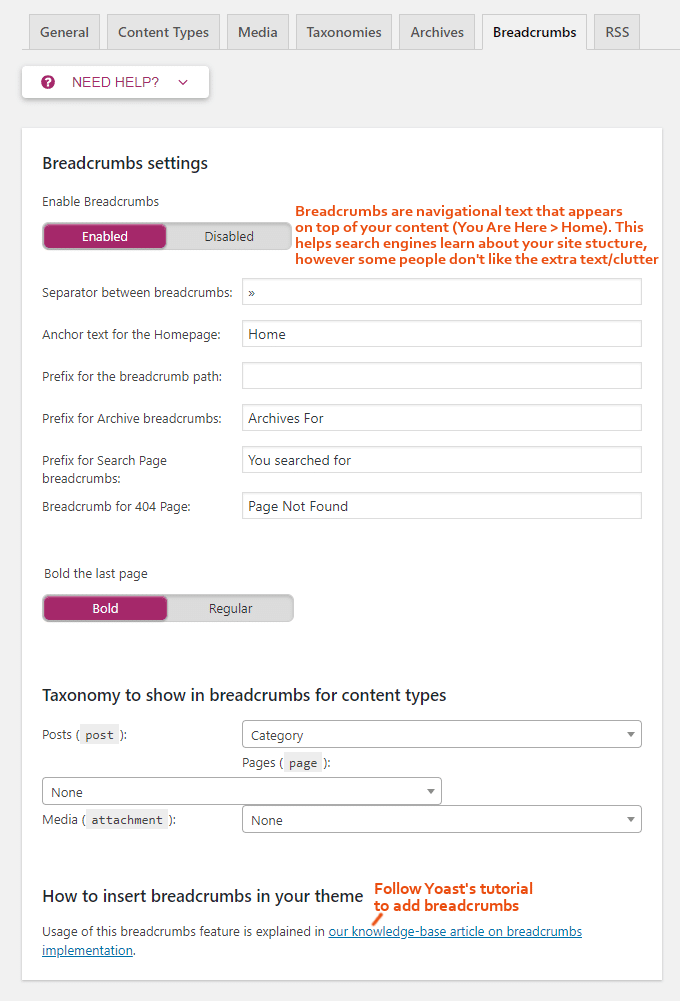 General Content Types Media Taxonomies Archives Breadcrumbs RSS
NEED HELP?
Breadcrumbs settings
Enable Breadcrumbs
Enabled Disabled
Breadcrumbs are navigational text that appears
on top of your content (You Are Here > Home). This
helps search engines learn about your site stucture,
however some people don't like the extra text/clutter
Separator between breadcrumbs: »
Anchor text for the Homepage: Home
Prefix for the breadcrumb path:
Prefix for Archive breadcrumbs: Archives For
Prefix for Search Page
breadcrumbs:
You searched for
Breadcrumb for 404 Page: Page Not Found
Bold the last page
Bold Regular
Taxonomy to show in breadcrumbs for content types
Posts ( post ): Category
Pages ( page ):
None
Media ( attachment ): None
How to insert breadcrumbs in your theme
Follow Yoast's tutorial
to add breadcrumbs
Usage of this breadcrumbs feature is explained in our knowledge-base article on breadcrumbs
implementation.